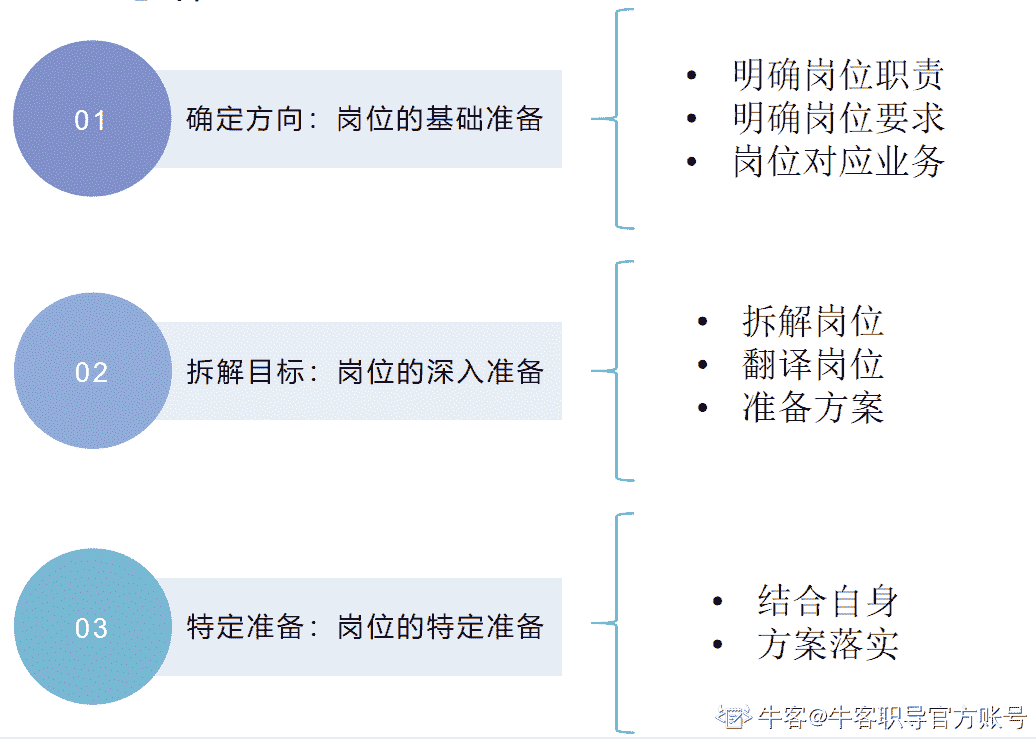 01
确定方向：岗位的基础准备
• 明确岗位职责
• 明确岗位要求
• 岗位对应业务
02
拆解目标：岗位的深入准备
• 拆解岗位
• 翻译岗位
• 准备方案
03
特定准备：岗位的特定准备
• 结合自身
• 方案落实
牛客@牛客职导官方账号